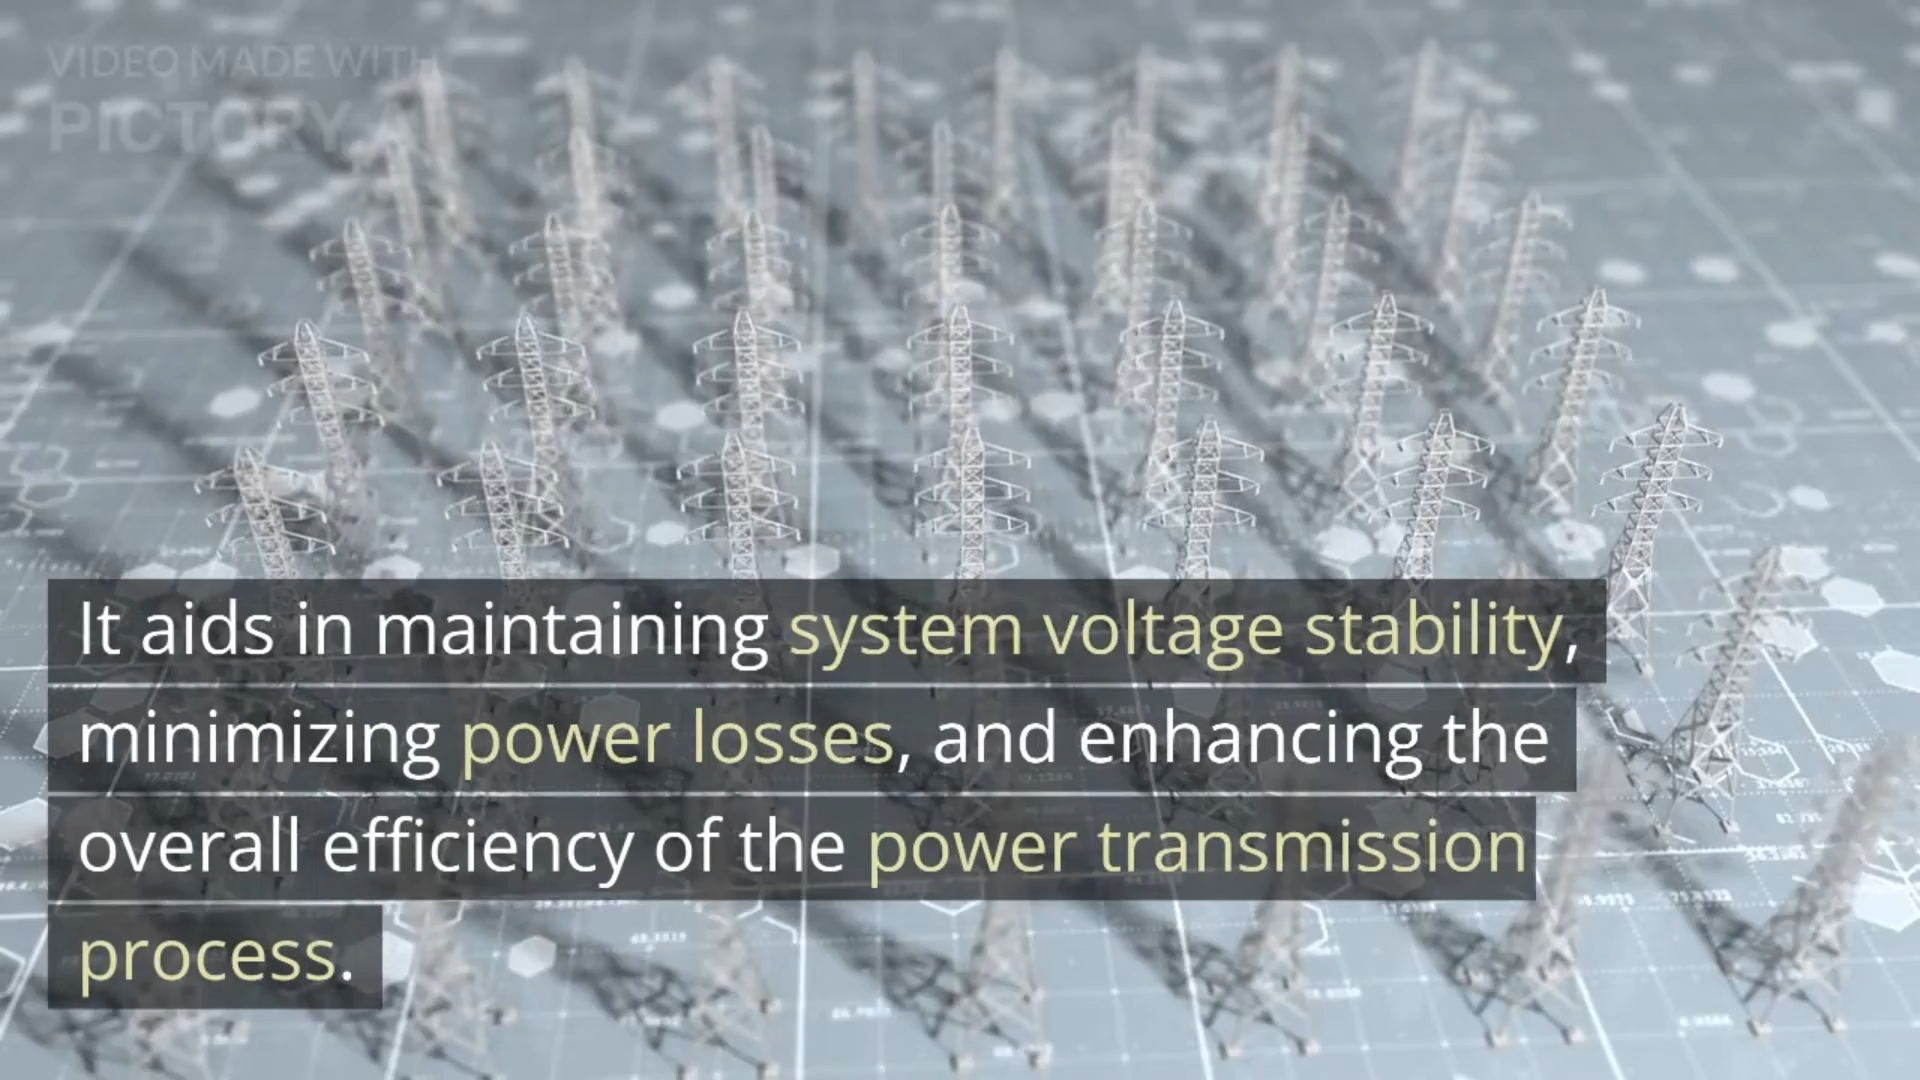 VIDEO MADE WITH
PICTORY
It aids in maintaining system voltage stability,
minimizing power losses, and enhancing the
overall efficiency of the power transmission
process.